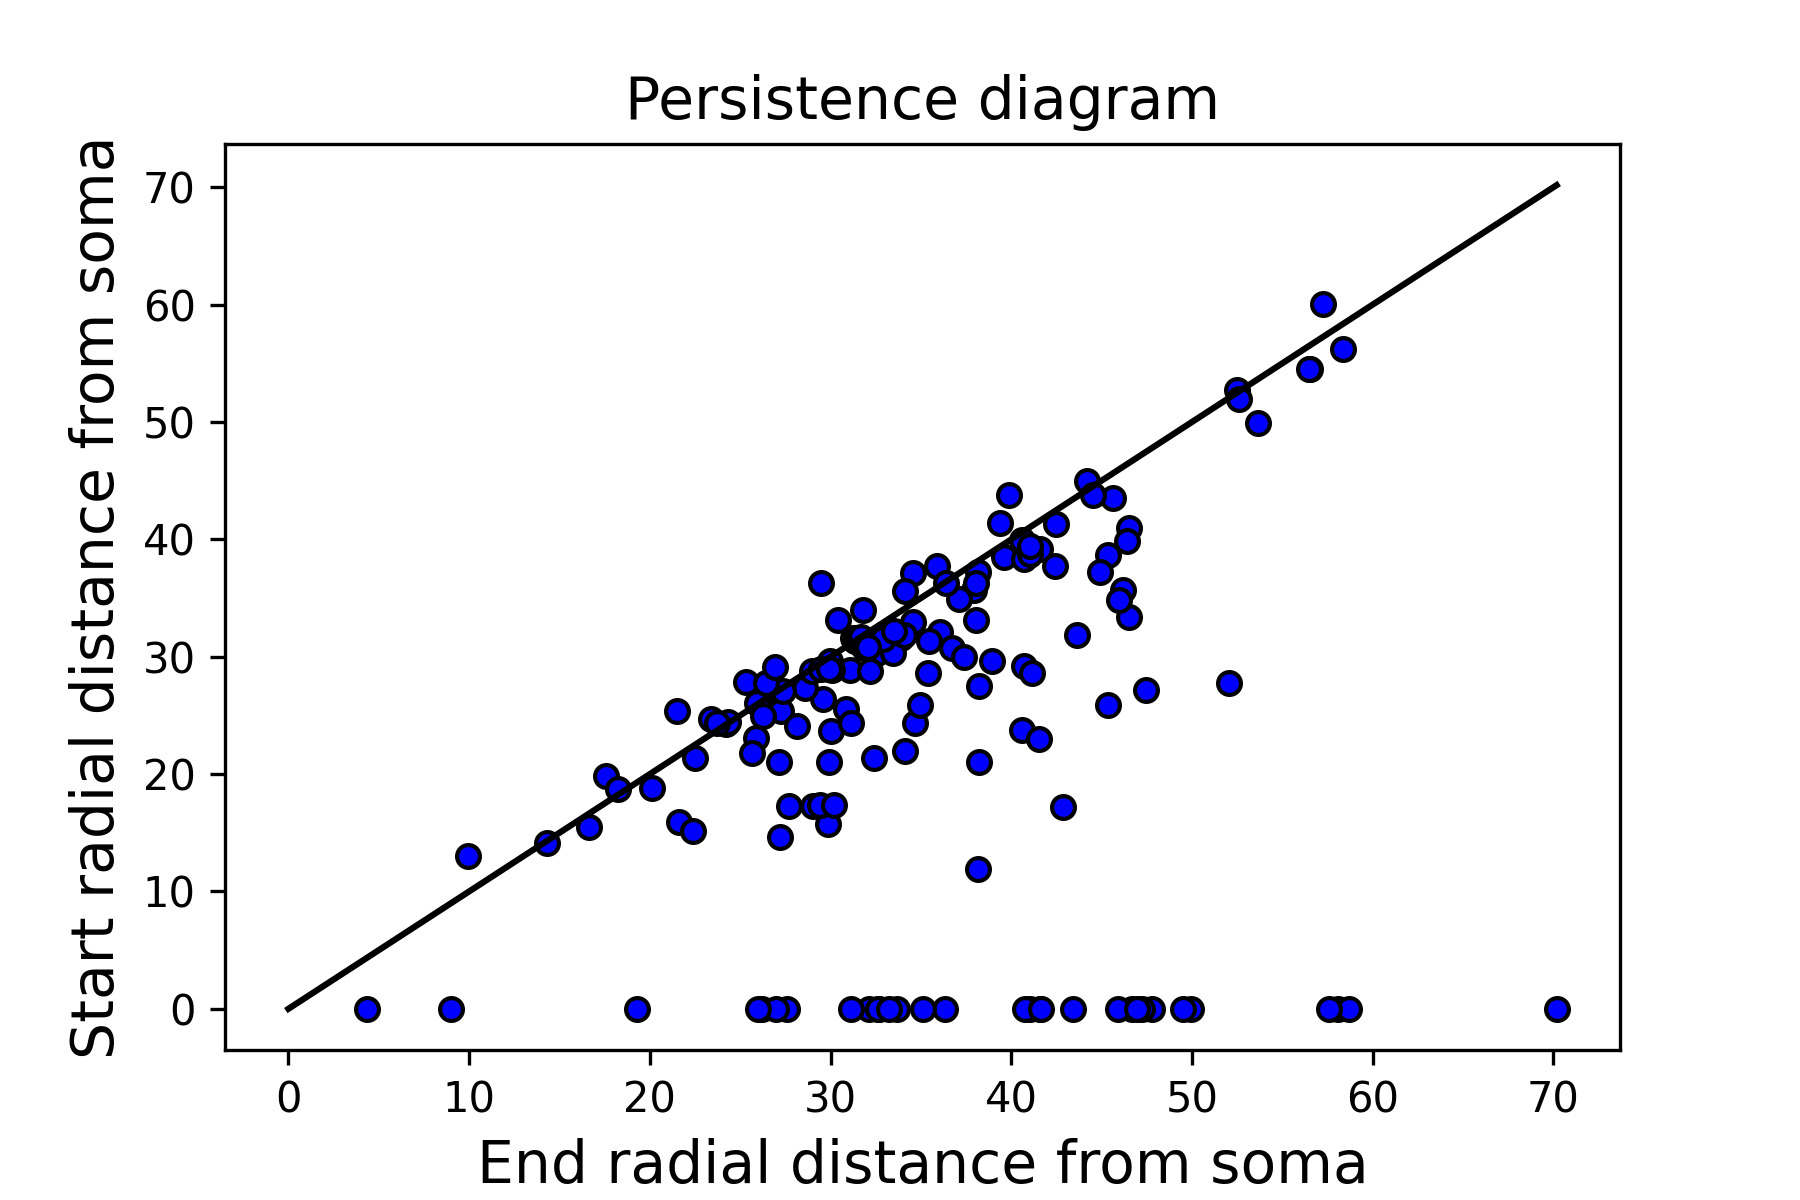 Persistence diagram
Start radial distance from soma
70
60
50
40
30
20
10
0
0 10 20 30 40 50 60 70
End radial distance from soma